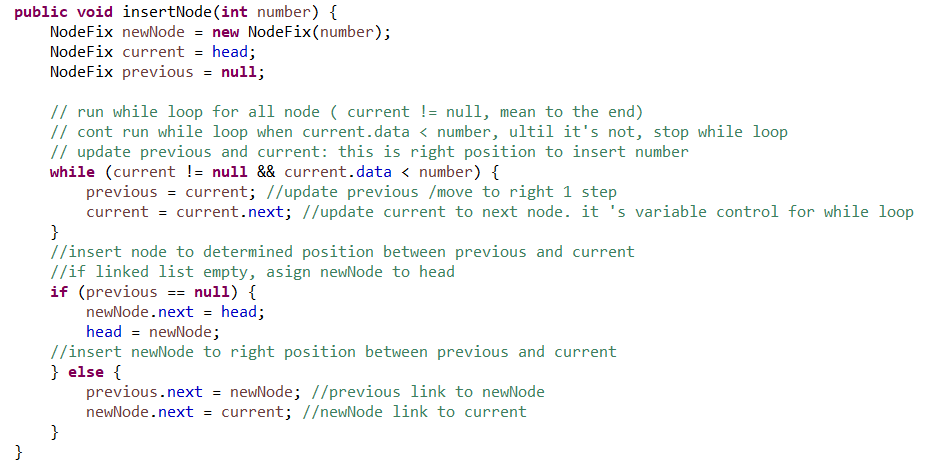 public void insertNode(int number) {
    NodeFix newNode = new NodeFix(number);
    NodeFix current = head;
    NodeFix previous = null;

    // run while loop for all node ( current != null, mean to the end)
    // cont run while loop when current.data < number, ultil it's not, stop while loop
    // update previous and current: this is right position to insert number
    while (current != null && current.data < number) {
        previous = current; //update previous /move to right 1 step
        current = current.next; //update current to next node. it 's variable control for while loop
    }
    //insert node to determined position between previous and current
    //if linked list empty, asign newNode to head
    if (previous == null) {
        newNode.next = head;
        head = newNode;
    //insert newNode to right position between previous and current
    } else {
        previous.next = newNode; //previous link to newNode
        newNode.next = current; //newNode link to current
    }
}